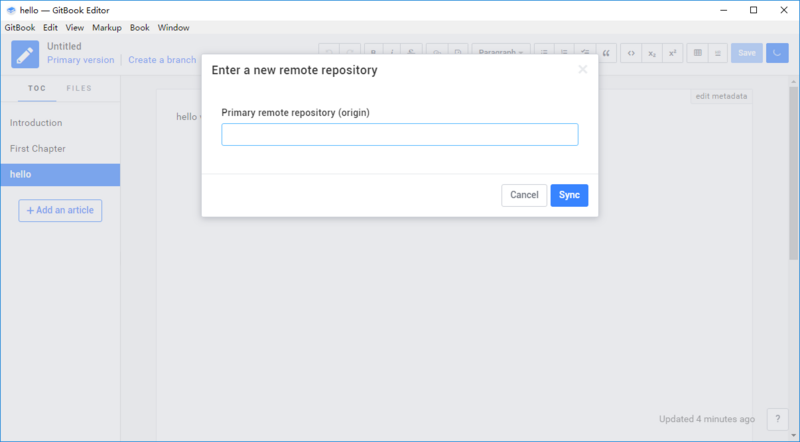 hello — GitBook Editor
GitBook Edit View Markup Book Window
Untitled
Primary version Create a branch
Paragraph
B I S
<> x₂ x²
Save
TOC FILES
Introduction
First Chapter
hello
+ Add an article
Enter a new remote repository
Primary remote repository (origin)
Cancel Sync
edit metadata
hello
Updated 4 minutes ago
?